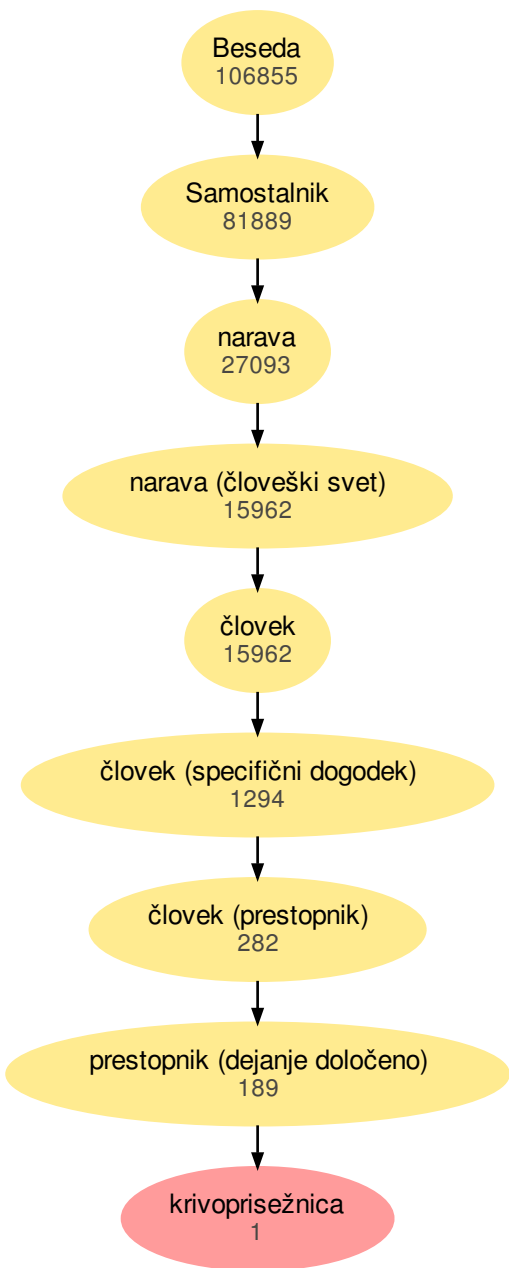 Beseda
106855
Samostalnik
81889
narava
27093
narava (človeški svet)
15962
človek
15962
človek (specifični dogodek)
1294
človek (prestopnik)
282
prestopnik (dejanje določeno)
189
krivoprisežnica
1